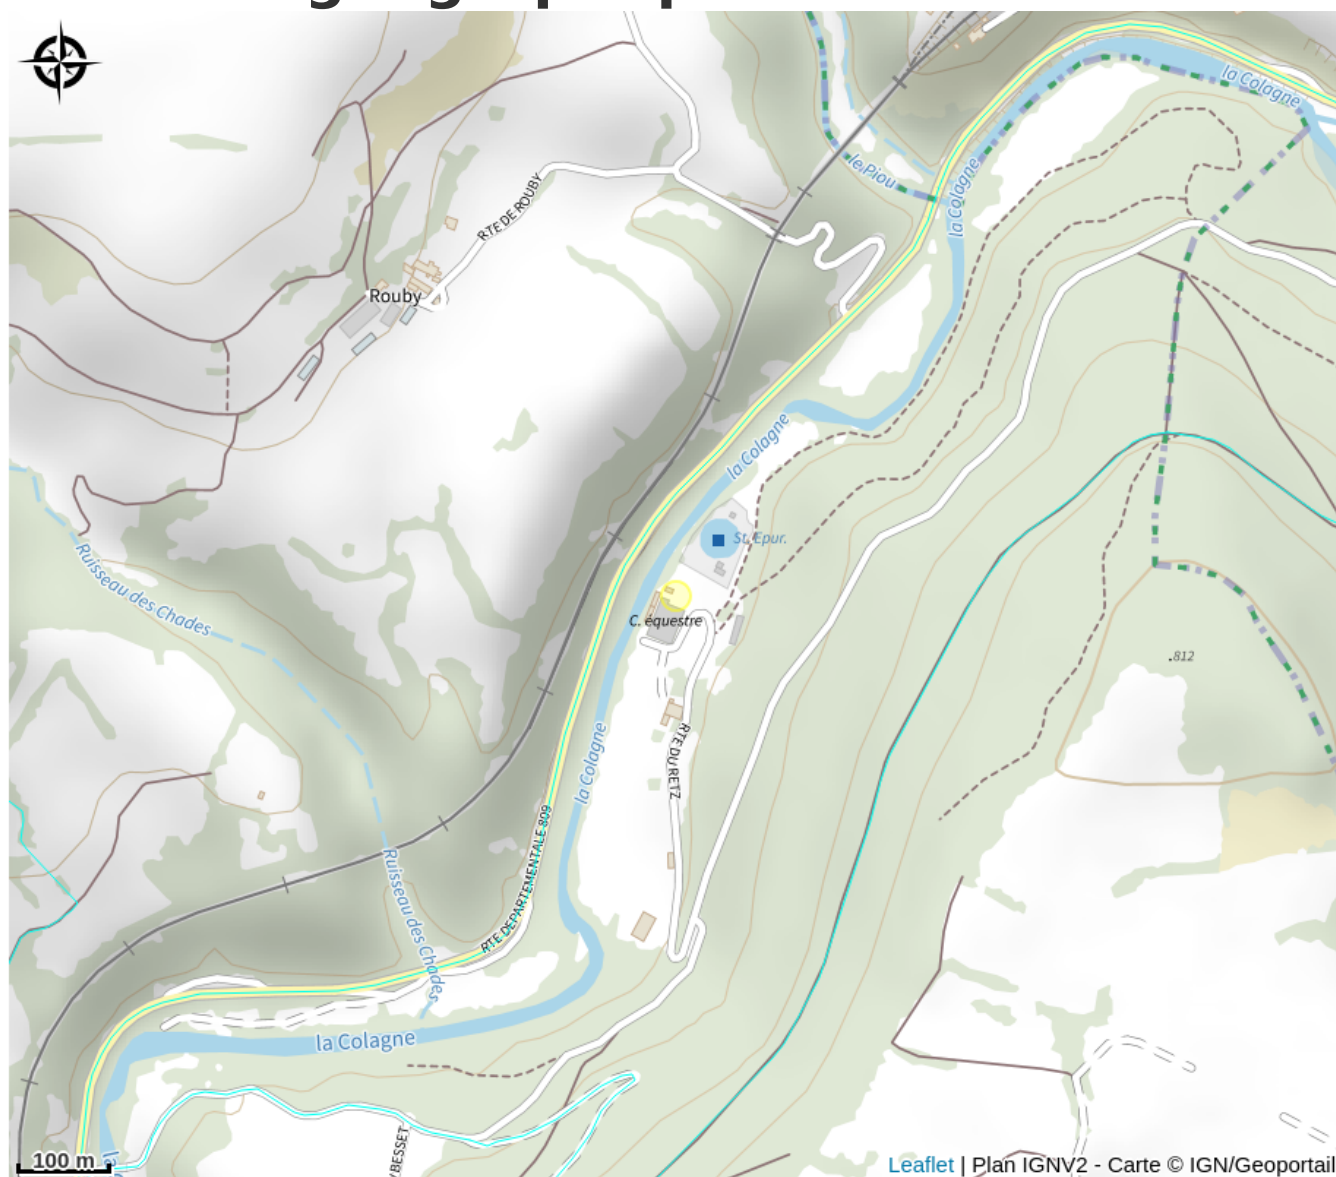 la Colagne
le Piou
la Colagne
RTE DE ROUBY
Rouby
la Colagne
St. Epur.
Ruisseau des Chades
C. équestre
.812
RTE DU RETZ
la Colagne
RTE DEPARTEMENTALE 809
Ruisseau des Chades
la Colagne
BESSET
la
100 m
Leaflet | Plan IGNV2 - Carte © IGN/Geoportail